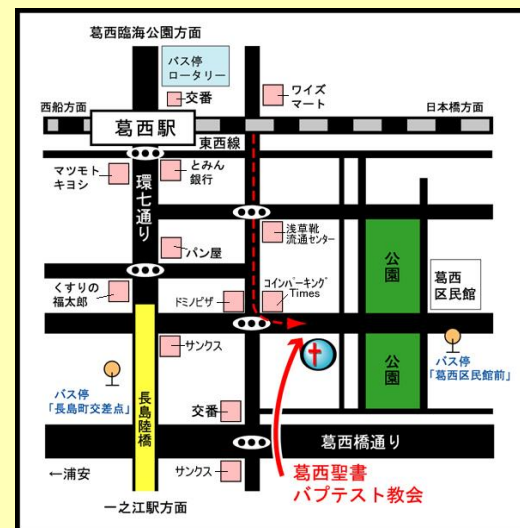 葛西臨海公園方面
バス停
ロータリー
交番
ワイズ
マート
西船方面
日本橋方面
葛西駅
東西線
マツモト
キヨシ
とみん
銀行
環七通り
浅草靴
流通センター
パン屋
公園
葛西
区民館
くすりの
福太郎
ドミノピザ
コインパーキング
Times
サンクス
バス停
「長島町交差点」
長島陸橋
公園
バス停
「葛西区民館前」
交番
葛西橋通り
←浦安
サンクス
葛西聖書
バプテスト教会
一之江駅方面